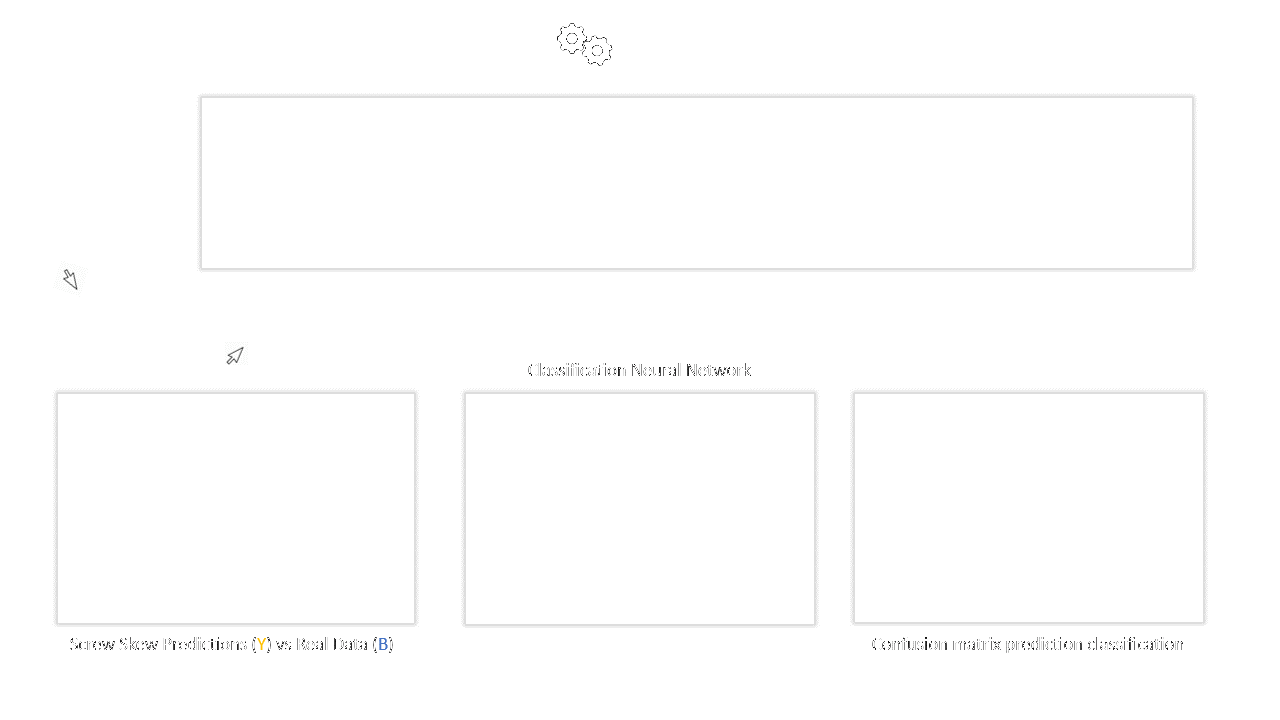 Classification Neural Network
Screw Skew Predictions (Y) vs Real Data (B)
Confusion matrix prediction classification